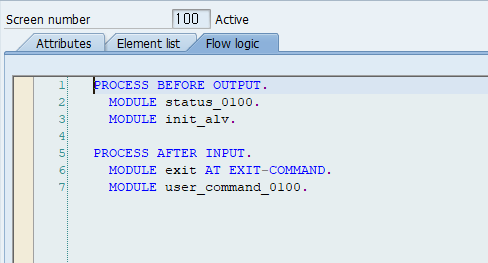 Screen number 100 Active
Attributes Element list Flow logic
1 PROCESS BEFORE OUTPUT.
2 MODULE status_0100.
3 MODULE init_alv.
4
5 PROCESS AFTER INPUT.
6 MODULE exit AT EXIT-COMMAND.
7 MODULE user_command_0100.